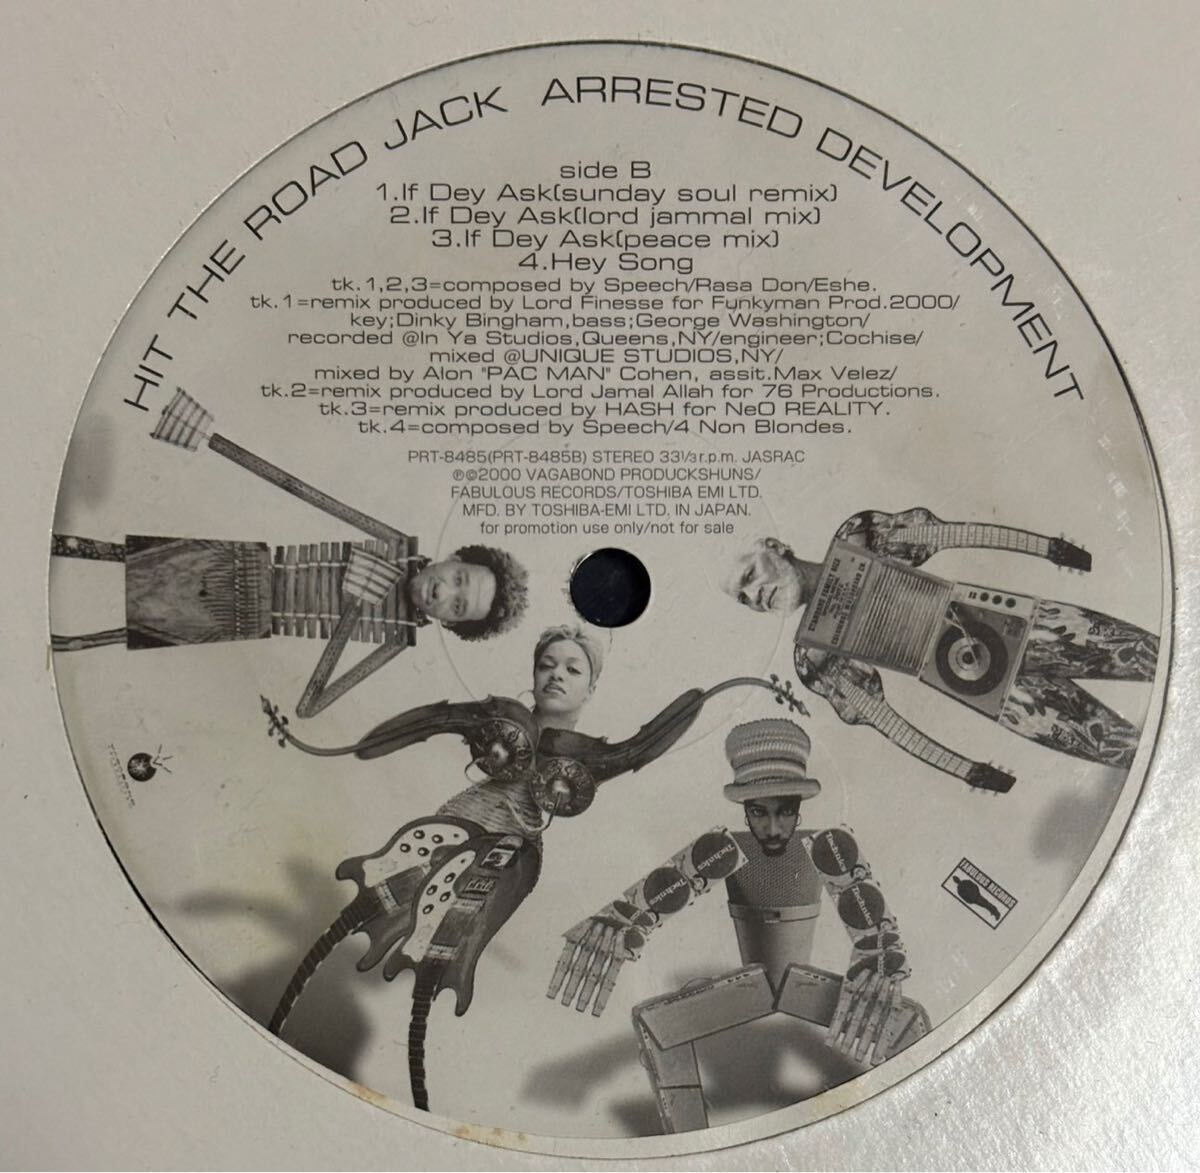 HIT THE ROAD JACK ARRESTED DEVELOPMENT
side B
1.If Dey Ask(sunday soul remix)
2.If Dey Ask(lord jammal mix)
3.If Dey Ask(peace mix)
4.Hey Song
tk.1,2,3=composed by Speech/Rasa Don/Eshe.
tk.1=remix produced by Lord Finesse for Funkyman Prod.2000/
key;Dinky Bingham,bass;George Washington/
recorded @In Ya Studios,Queens,NY/engineer;Cochise/
mixed @UNIQUE STUDIOS,NY/
mixed by Alon "PAC MAN" Cohen, assit.Max Velez/
tk.2=remix produced by Lord Jamal Allah for 76 Productions.
tk.3=remix produced by HASH for NeO REALITY.
tk.4=composed by Speech/4 Non Blondes.
PRT-8485(PRT-8485B) STEREO 33⅓r.p.m. JASRAC
℗©2000 VAGABOND PRODUCKSHUNS/
FABULOUS RECORDS/TOSHIBA EMI LTD.
MFD. BY TOSHIBA-EMI LTD. IN JAPAN.
for promotion use only/not for sale
Technics
Technics
Technics
Technics
FABULOUS RECORDS